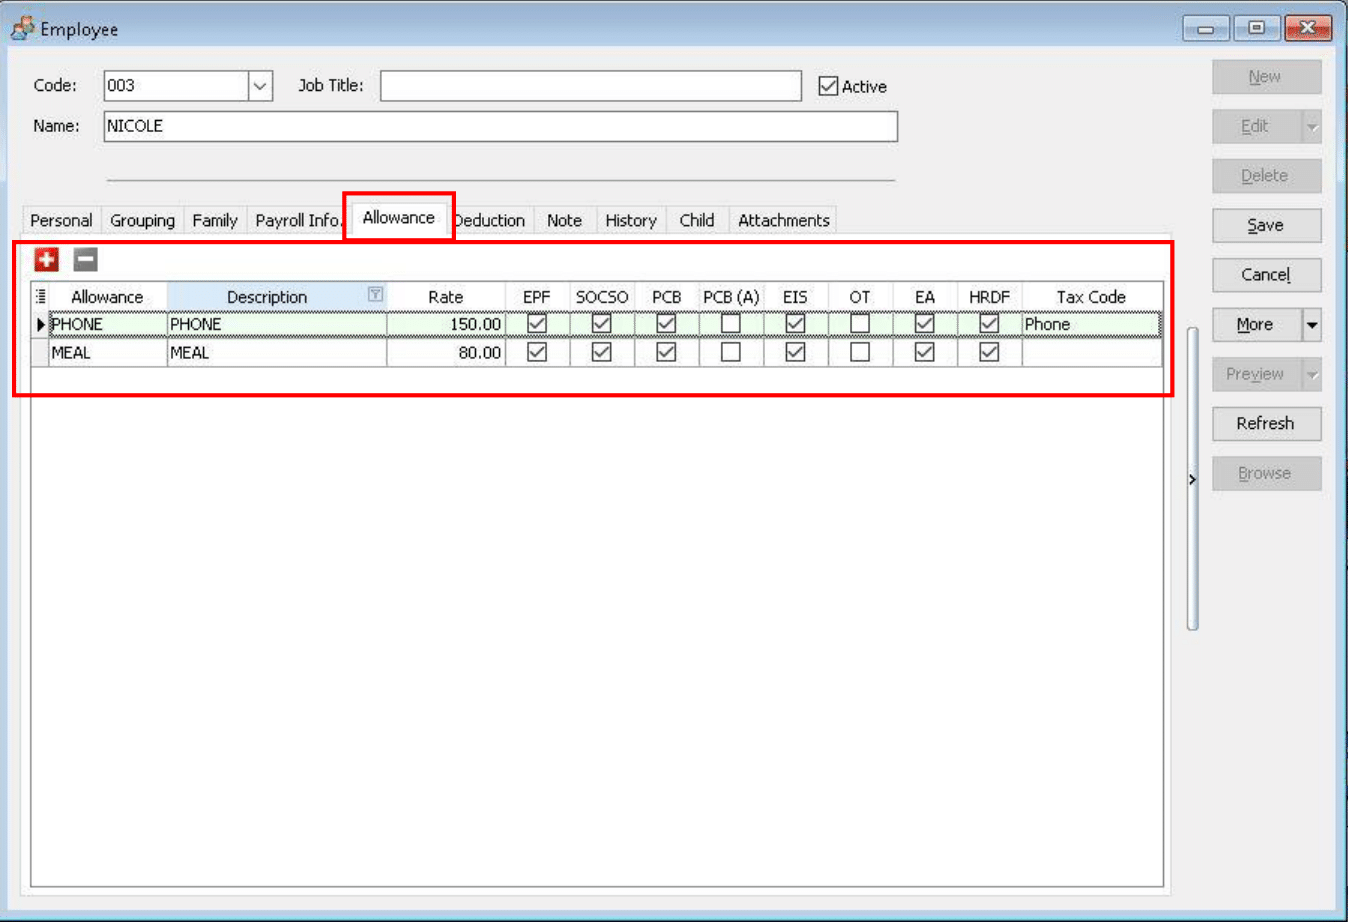 Employee
Code: 003 Job Title: Active New
Name: NICOLE Edit
Delete
Personal Grouping Family Payroll Info. Allowance Deduction Note History Child Attachments Save
Cancel
Allowance Description Rate EPF SOCSO PCB PCB (A) EIS OT EA HRDF Tax Code
PHONE PHONE 150.00 Phone More
MEAL MEAL 80.00
Preview
Refresh
Browse